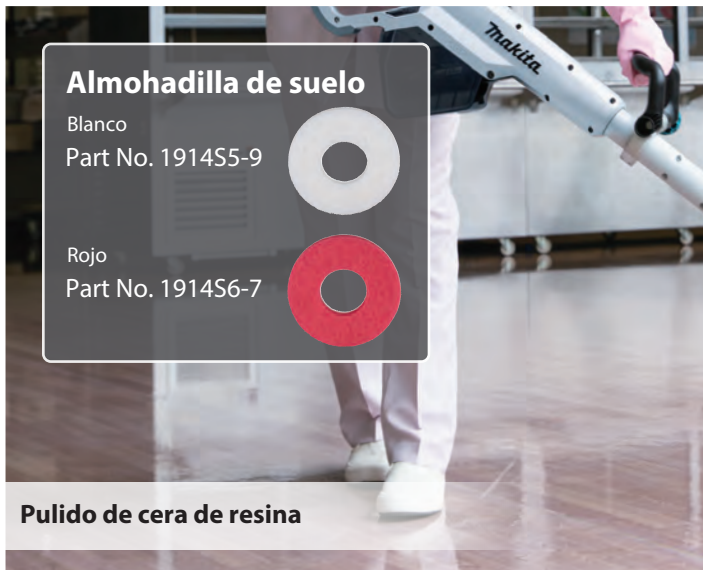 makita
Almohadilla de suelo
Blanco
Part No. 1914S5-9
Rojo
Part No. 1914S6-7
Pulido de cera de resina